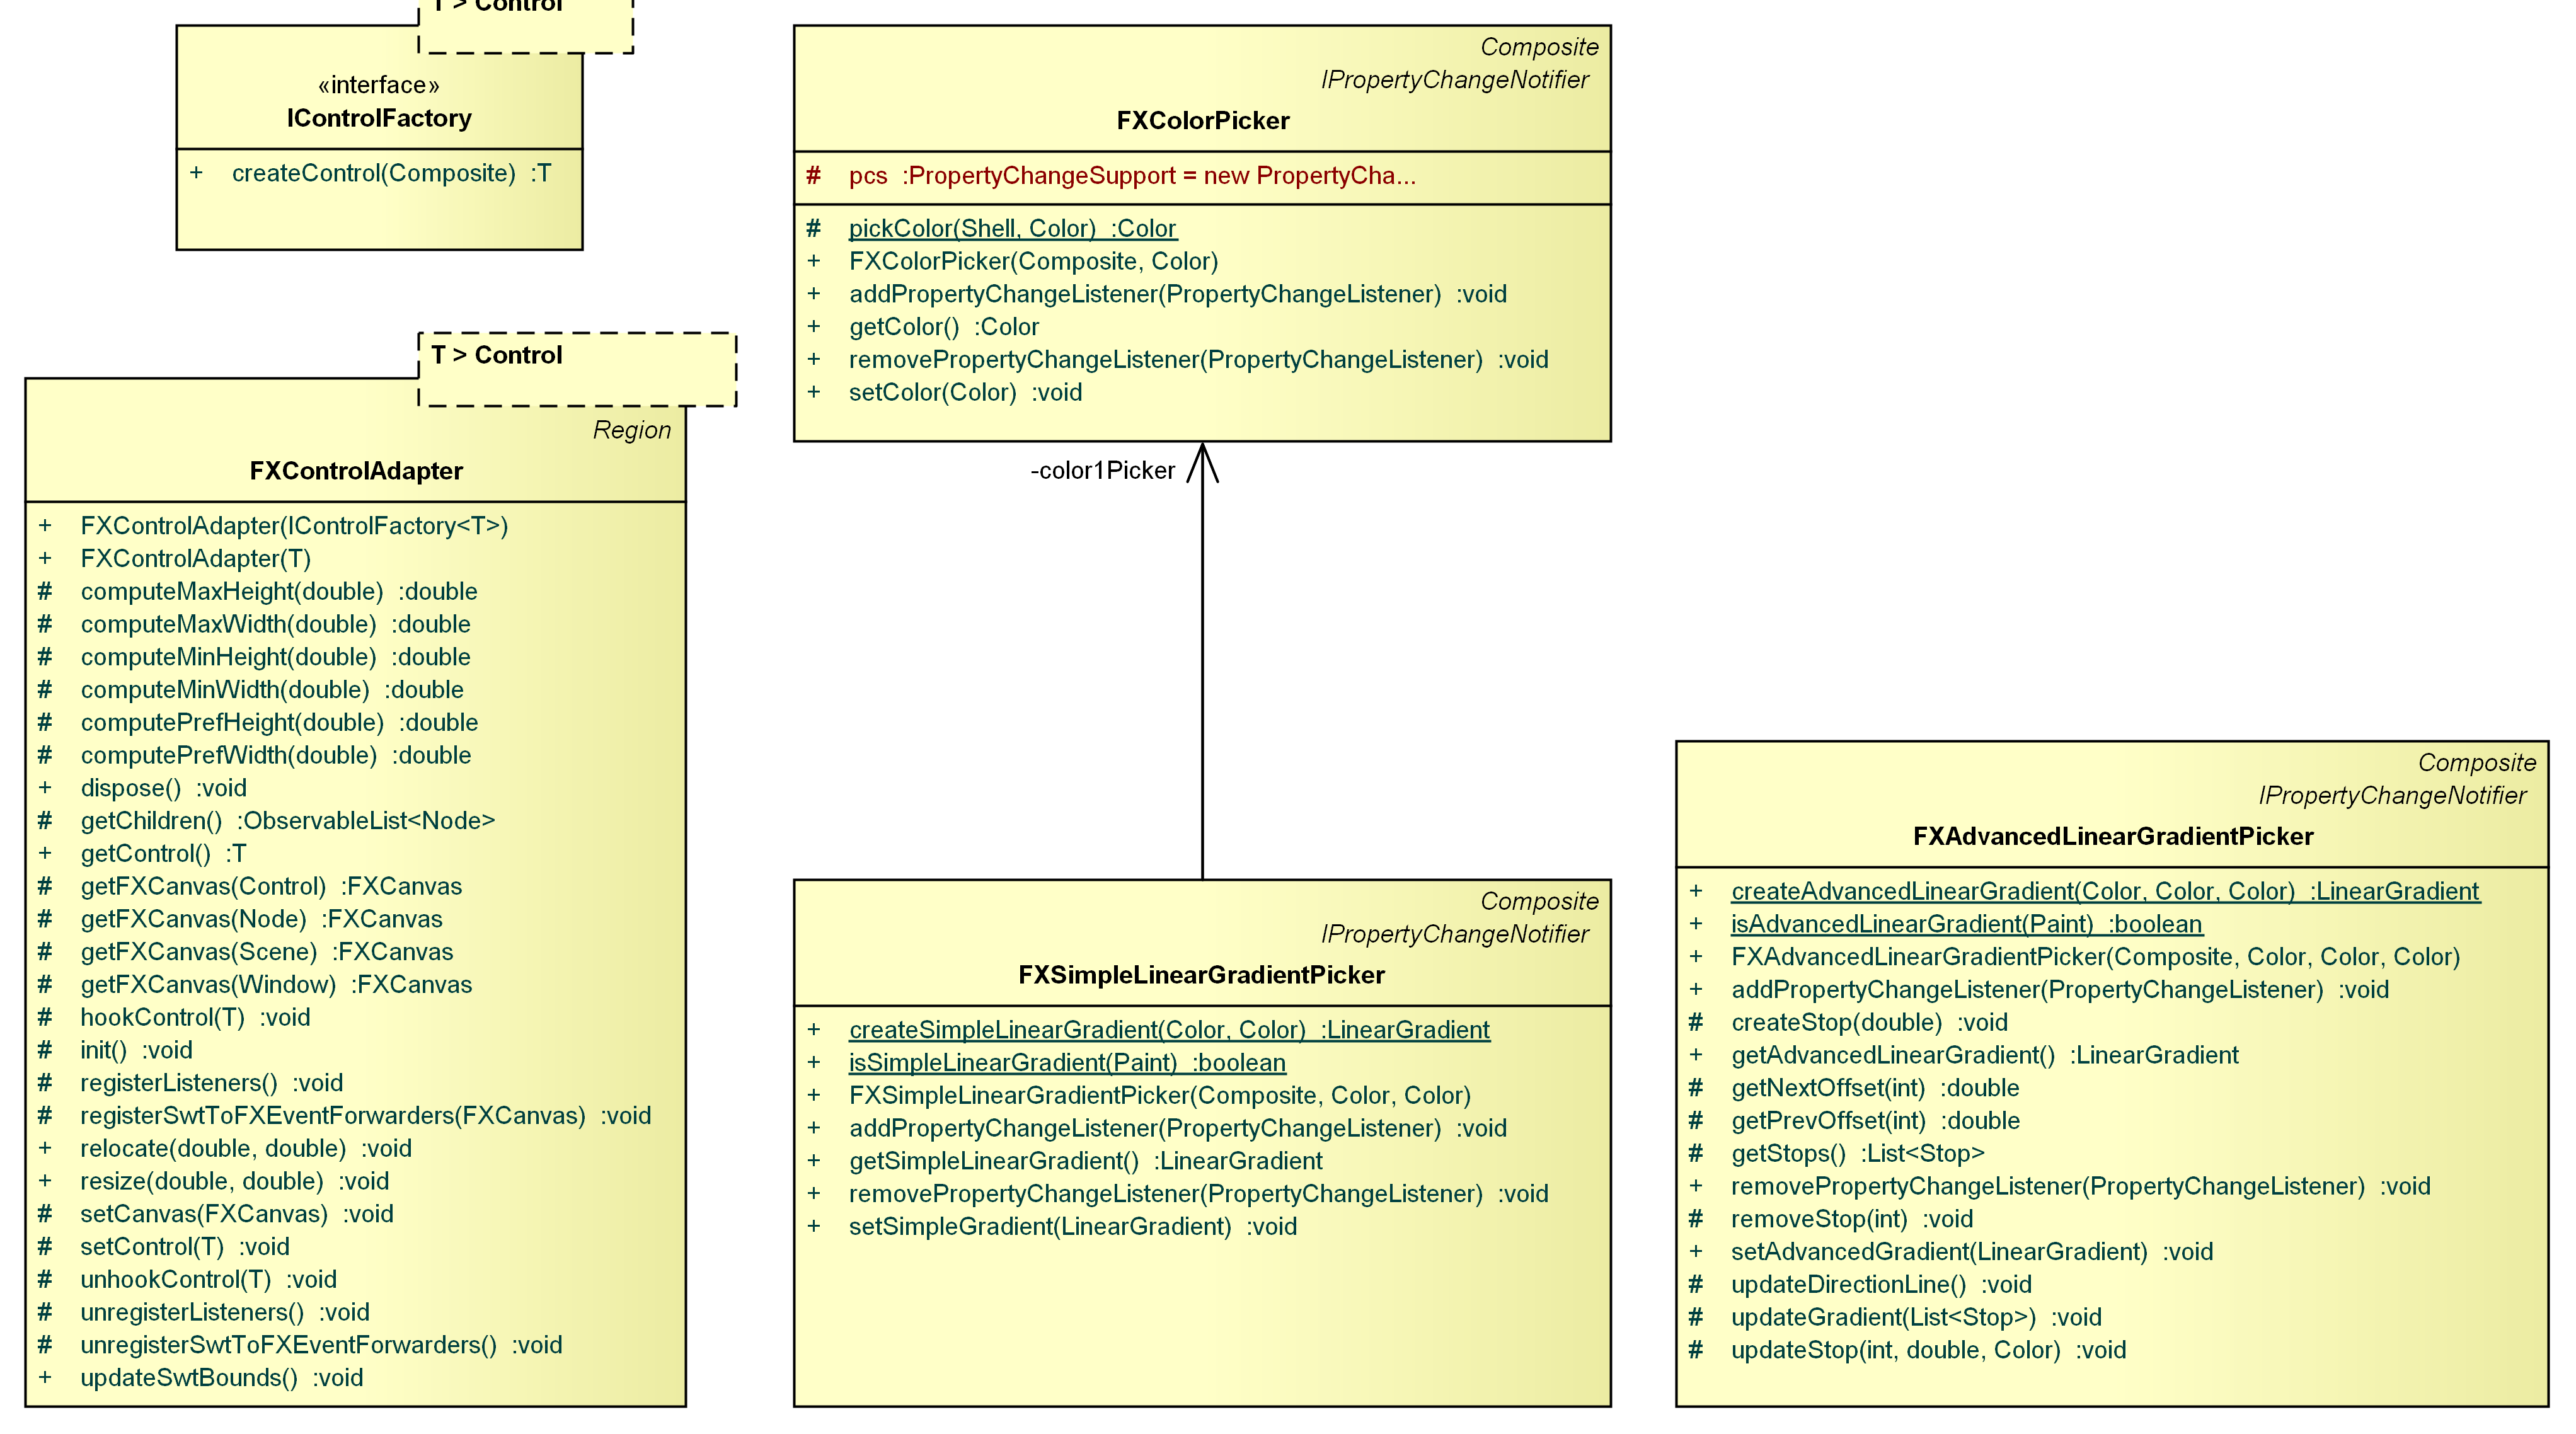 T > Control
«interface»
IControlFactory
+ createControl(Composite) :T
T > Control
Region
FXControlAdapter
+ FXControlAdapter(IControlFactory<T>)
+ FXControlAdapter(T)
# computeMaxHeight(double) :double
# computeMaxWidth(double) :double
# computeMinHeight(double) :double
# computeMinWidth(double) :double
# computePrefHeight(double) :double
# computePrefWidth(double) :double
+ dispose() :void
# getChildren() :ObservableList<Node>
+ getControl() :T
# getFXCanvas(Control) :FXCanvas
# getFXCanvas(Node) :FXCanvas
# getFXCanvas(Scene) :FXCanvas
# getFXCanvas(Window) :FXCanvas
# hookControl(T) :void
# init() :void
# registerListeners() :void
# registerSwtToFXEventForwarders(FXCanvas) :void
+ relocate(double, double) :void
+ resize(double, double) :void
# setCanvas(FXCanvas) :void
# setControl(T) :void
# unhookControl(T) :void
# unregisterListeners() :void
# unregisterSwtToFXEventForwarders() :void
+ updateSwtBounds() :void
Composite
IPropertyChangeNotifier
FXColorPicker
# pcs :PropertyChangeSupport = new PropertyCha...
# pickColor(Shell, Color) :Color
+ FXColorPicker(Composite, Color)
+ addPropertyChangeListener(PropertyChangeListener) :void
+ getColor() :Color
+ removePropertyChangeListener(PropertyChangeListener) :void
+ setColor(Color) :void
-color1Picker
Composite
IPropertyChangeNotifier
FXSimpleLinearGradientPicker
+ createSimpleLinearGradient(Color, Color) :LinearGradient
+ isSimpleLinearGradient(Paint) :boolean
+ FXSimpleLinearGradientPicker(Composite, Color, Color)
+ addPropertyChangeListener(PropertyChangeListener) :void
+ getSimpleLinearGradient() :LinearGradient
+ removePropertyChangeListener(PropertyChangeListener) :void
+ setSimpleGradient(LinearGradient) :void
Composite
IPropertyChangeNotifier
FXAdvancedLinearGradientPicker
+ createAdvancedLinearGradient(Color, Color, Color) :LinearGradient
+ isAdvancedLinearGradient(Paint) :boolean
+ FXAdvancedLinearGradientPicker(Composite, Color, Color, Color)
+ addPropertyChangeListener(PropertyChangeListener) :void
# createStop(double) :void
+ getAdvancedLinearGradient() :LinearGradient
# getNextOffset(int) :double
# getPrevOffset(int) :double
# getStops() :List<Stop>
+ removePropertyChangeListener(PropertyChangeListener) :void
# removeStop(int) :void
+ setAdvancedGradient(LinearGradient) :void
# updateDirectionLine() :void
# updateGradient(List<Stop>) :void
# updateStop(int, double, Color) :void